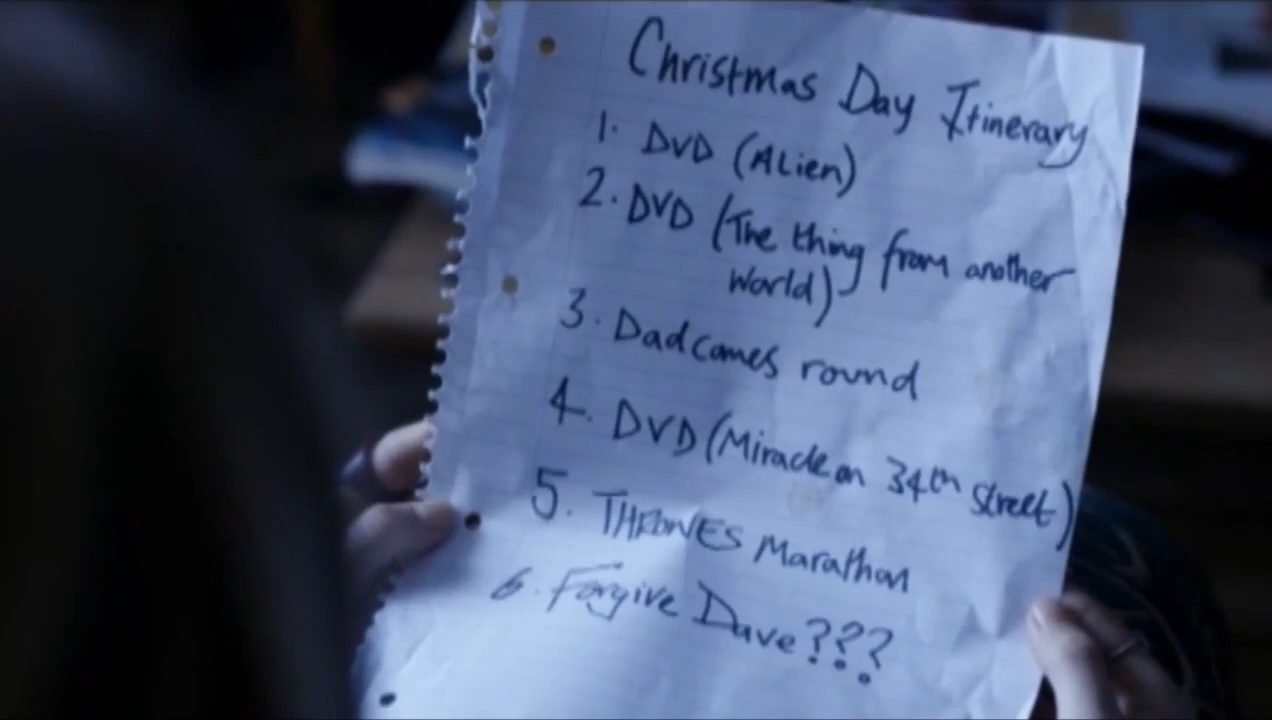 Christmas Day Itinerary
1. DVD (Alien)
2. DVD (The thing from another
World)
3. Dad comes round
4. DVD (Miracle on 34th Street)
5. THRONES Marathon
6. Forgive Dave???